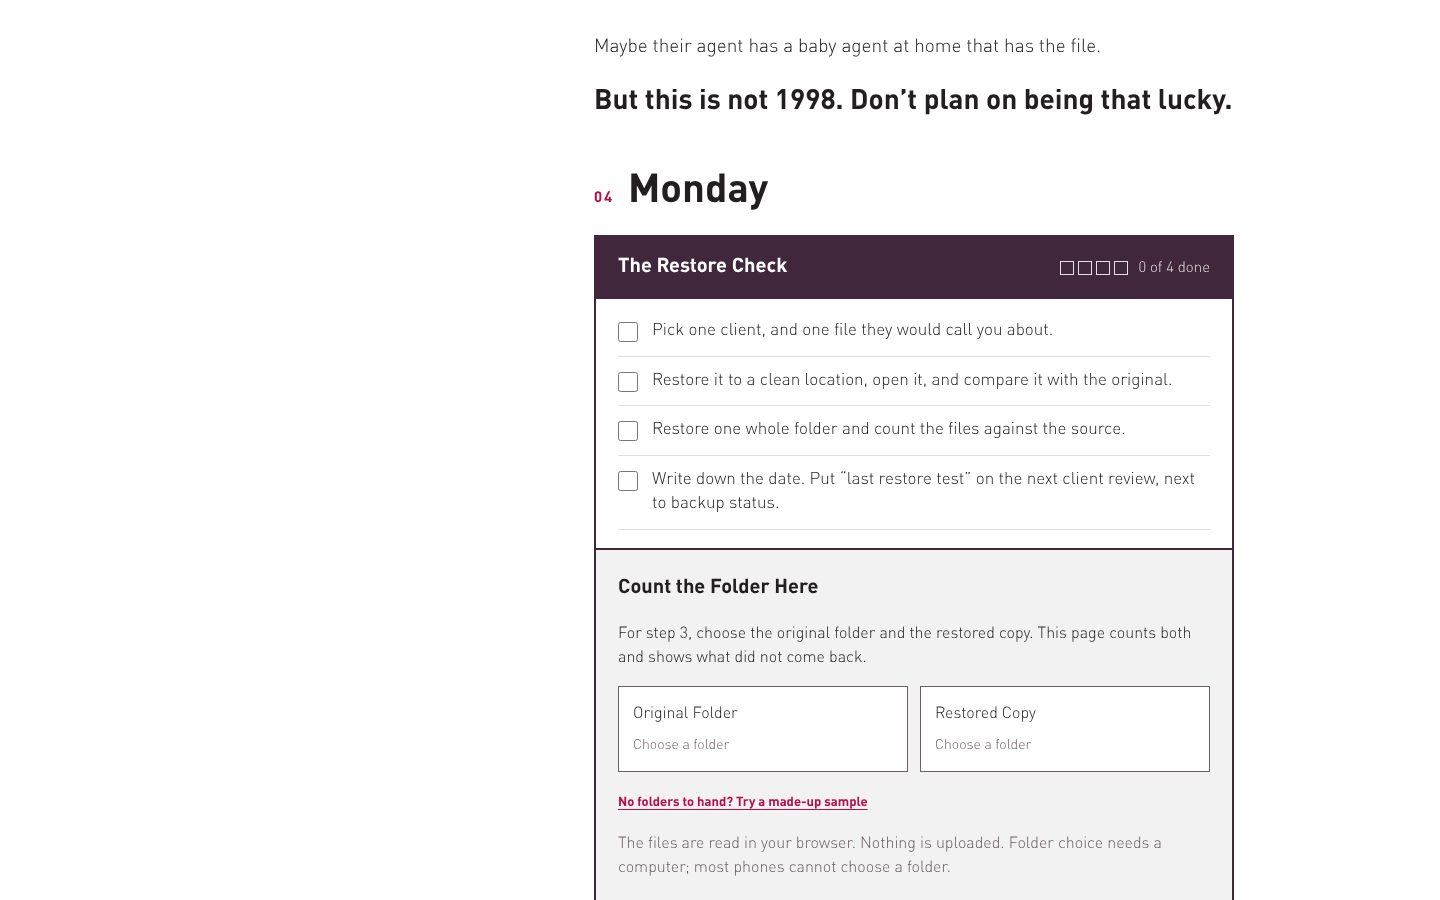 Maybe their agent has a baby agent at home that has the file.
But this is not 1998. Don’t plan on being that lucky.
04 Monday
The Restore Check
0 of 4 done
Pick one client, and one file they would call you about.
Restore it to a clean location, open it, and compare it with the original.
Restore one whole folder and count the files against the source.
Write down the date. Put “last restore test” on the next client review, next
to backup status.
Count the Folder Here
For step 3, choose the original folder and the restored copy. This page counts both
and shows what did not come back.
Original Folder
Choose a folder
Restored Copy
Choose a folder
No folders to hand? Try a made-up sample
The files are read in your browser. Nothing is uploaded. Folder choice needs a
computer; most phones cannot choose a folder.